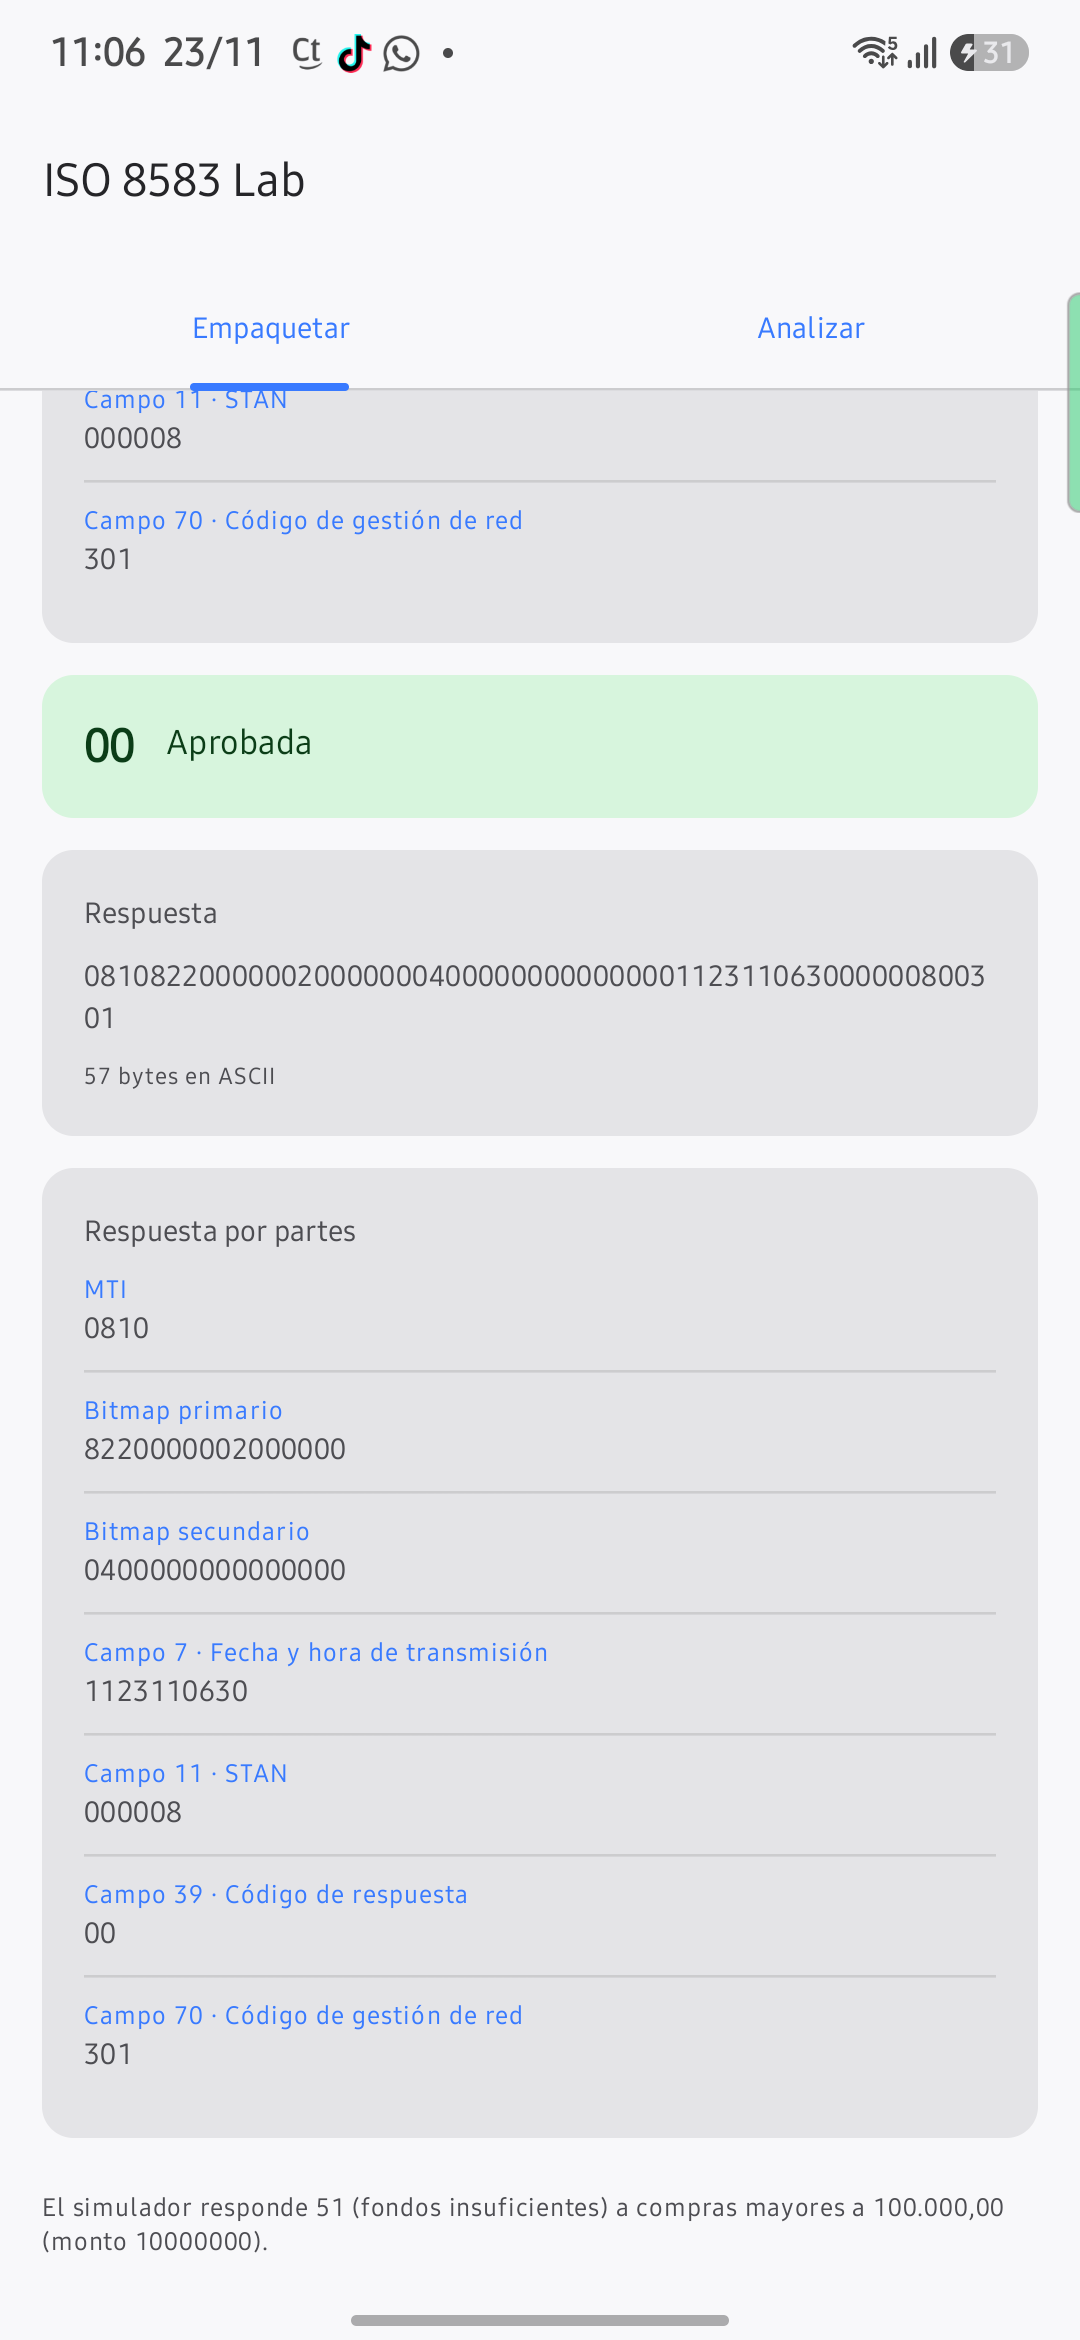 11:06 23/11 Ct 5 31
ISO 8583 Lab
Empaquetar Analizar
Campo 11 · STAN
000008
Campo 70 · Código de gestión de red
301
00 Aprobada
Respuesta
0810822000000200000004000000000000001123110630000008003
01
57 bytes en ASCII
Respuesta por partes
MTI
0810
Bitmap primario
8220000002000000
Bitmap secundario
0400000000000000
Campo 7 · Fecha y hora de transmisión
1123110630
Campo 11 · STAN
000008
Campo 39 · Código de respuesta
00
Campo 70 · Código de gestión de red
301
El simulador responde 51 (fondos insuficientes) a compras mayores a 100.000,00
(monto 10000000).